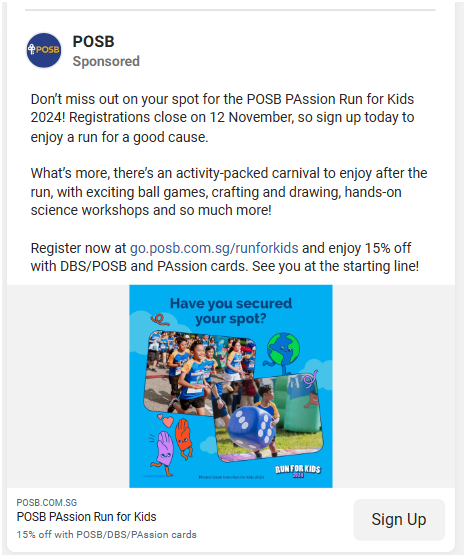 POSB
POSB
Sponsored
Don’t miss out on your spot for the POSB PAssion Run for Kids
2024! Registrations close on 12 November, so sign up today to
enjoy a run for a good cause.
What’s more, there’s an activity-packed carnival to enjoy after the
run, with exciting ball games, crafting and drawing, hands-on
science workshops and so much more!
Register now at go.posb.com.sg/runforkids and enjoy 15% off
with DBS/POSB and PAssion cards. See you at the starting line!
Have you secured
your spot?
RUN FOR KIDS
POSB.COM.SG
POSB PAssion Run for Kids
15% off with POSB/DBS/PAssion cards
Sign Up